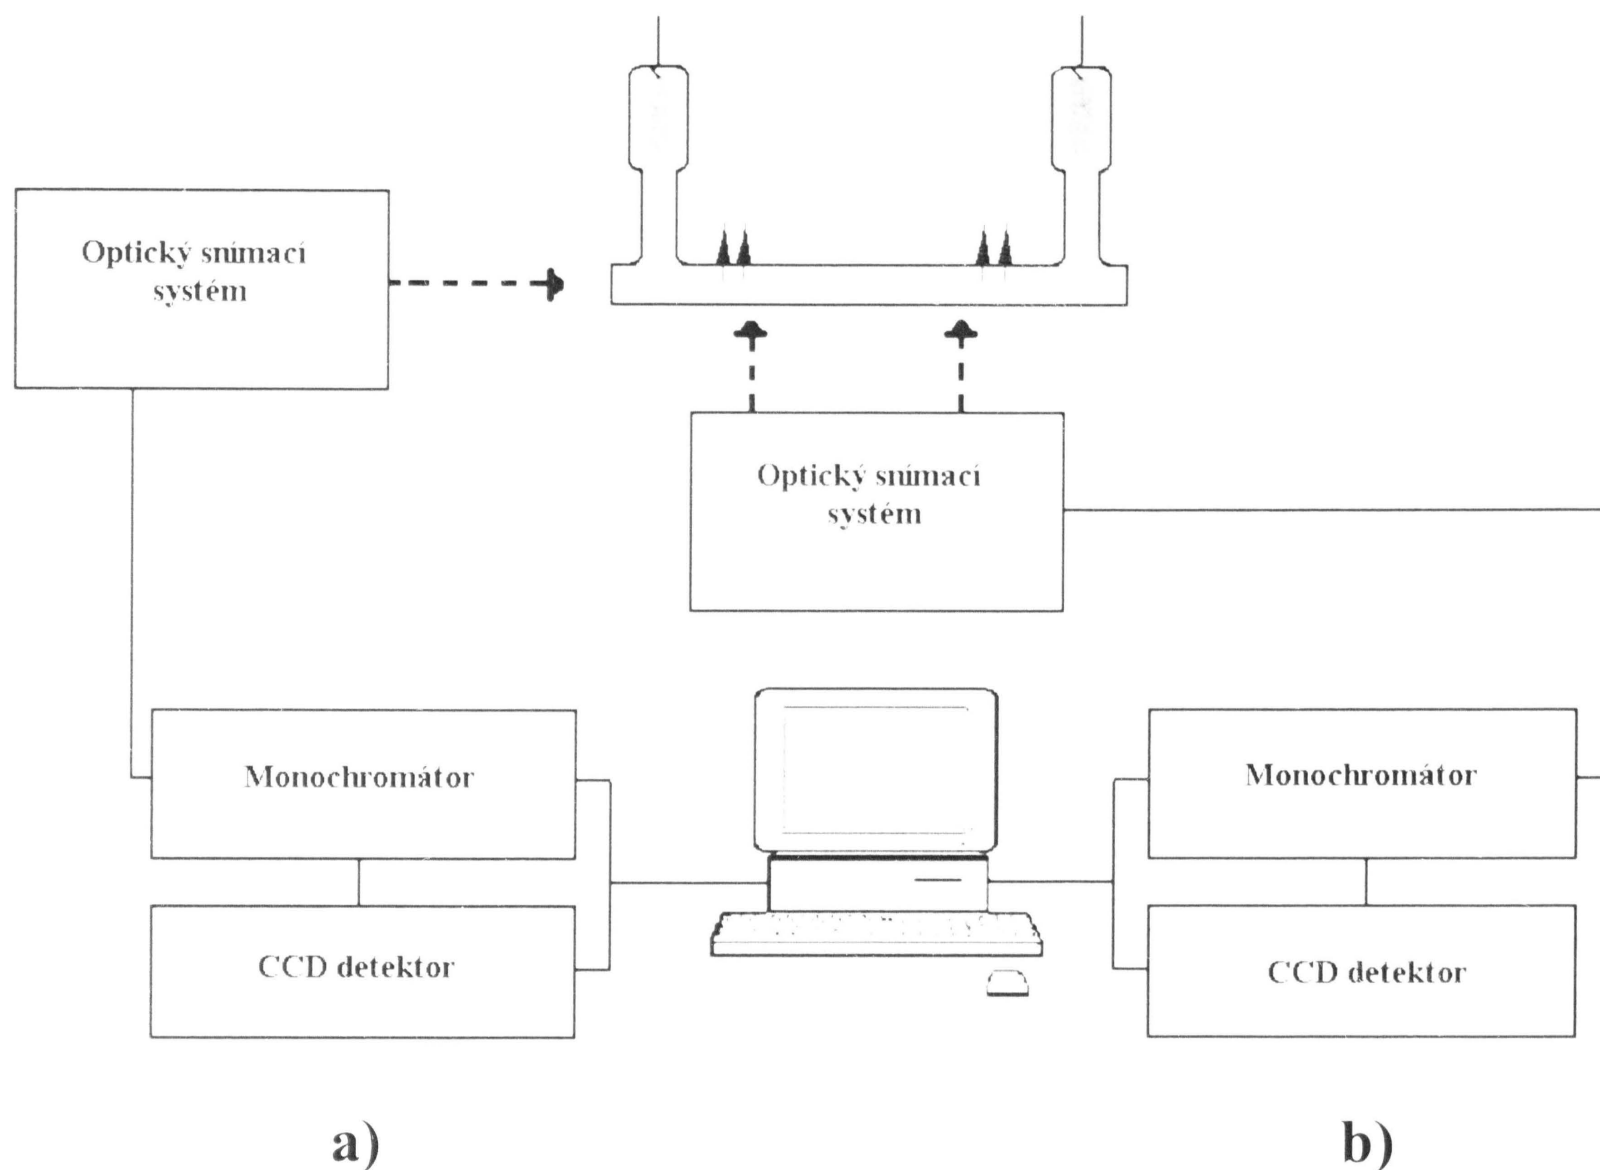 Optický snímací
systém
Optický snímací
systém
Monochromátor
Monochromátor
CCD detektor
CCD detektor
a)
b)